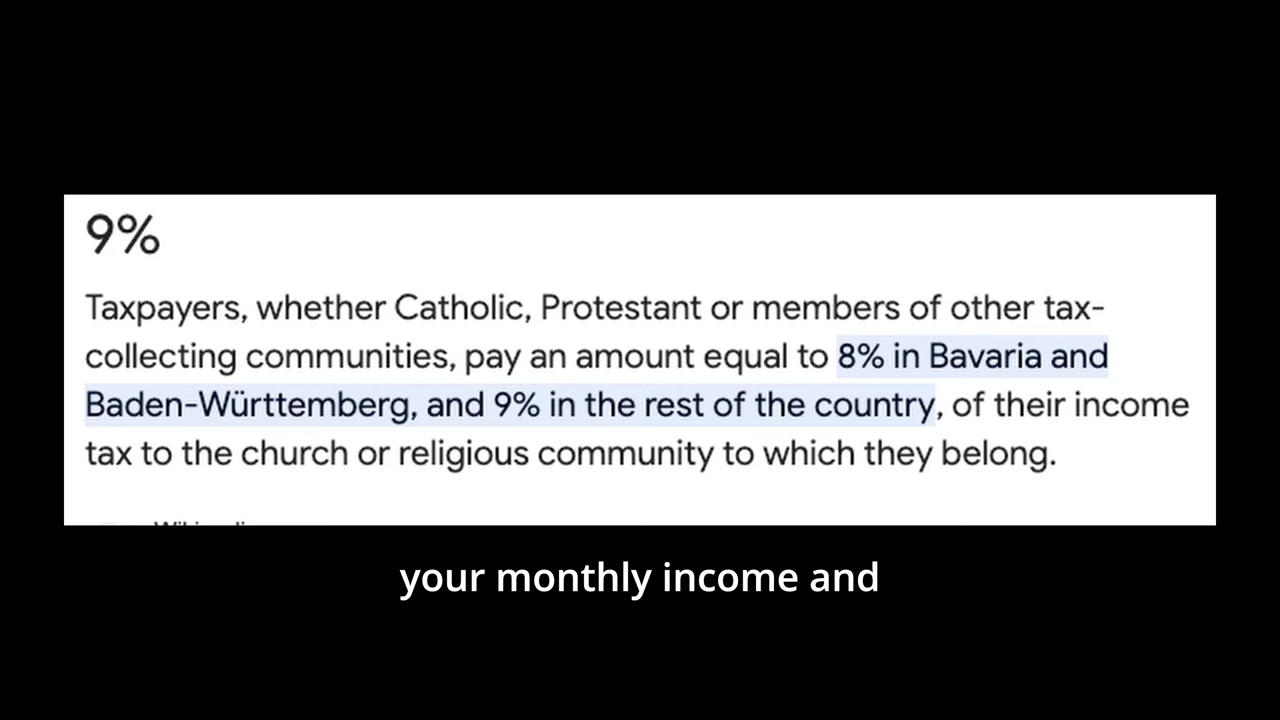 9%
Taxpayers, whether Catholic, Protestant or members of other tax-
collecting communities, pay an amount equal to 8% in Bavaria and
Baden-Württemberg, and 9% in the rest of the country, of their income
tax to the church or religious community to which they belong.
your monthly income and